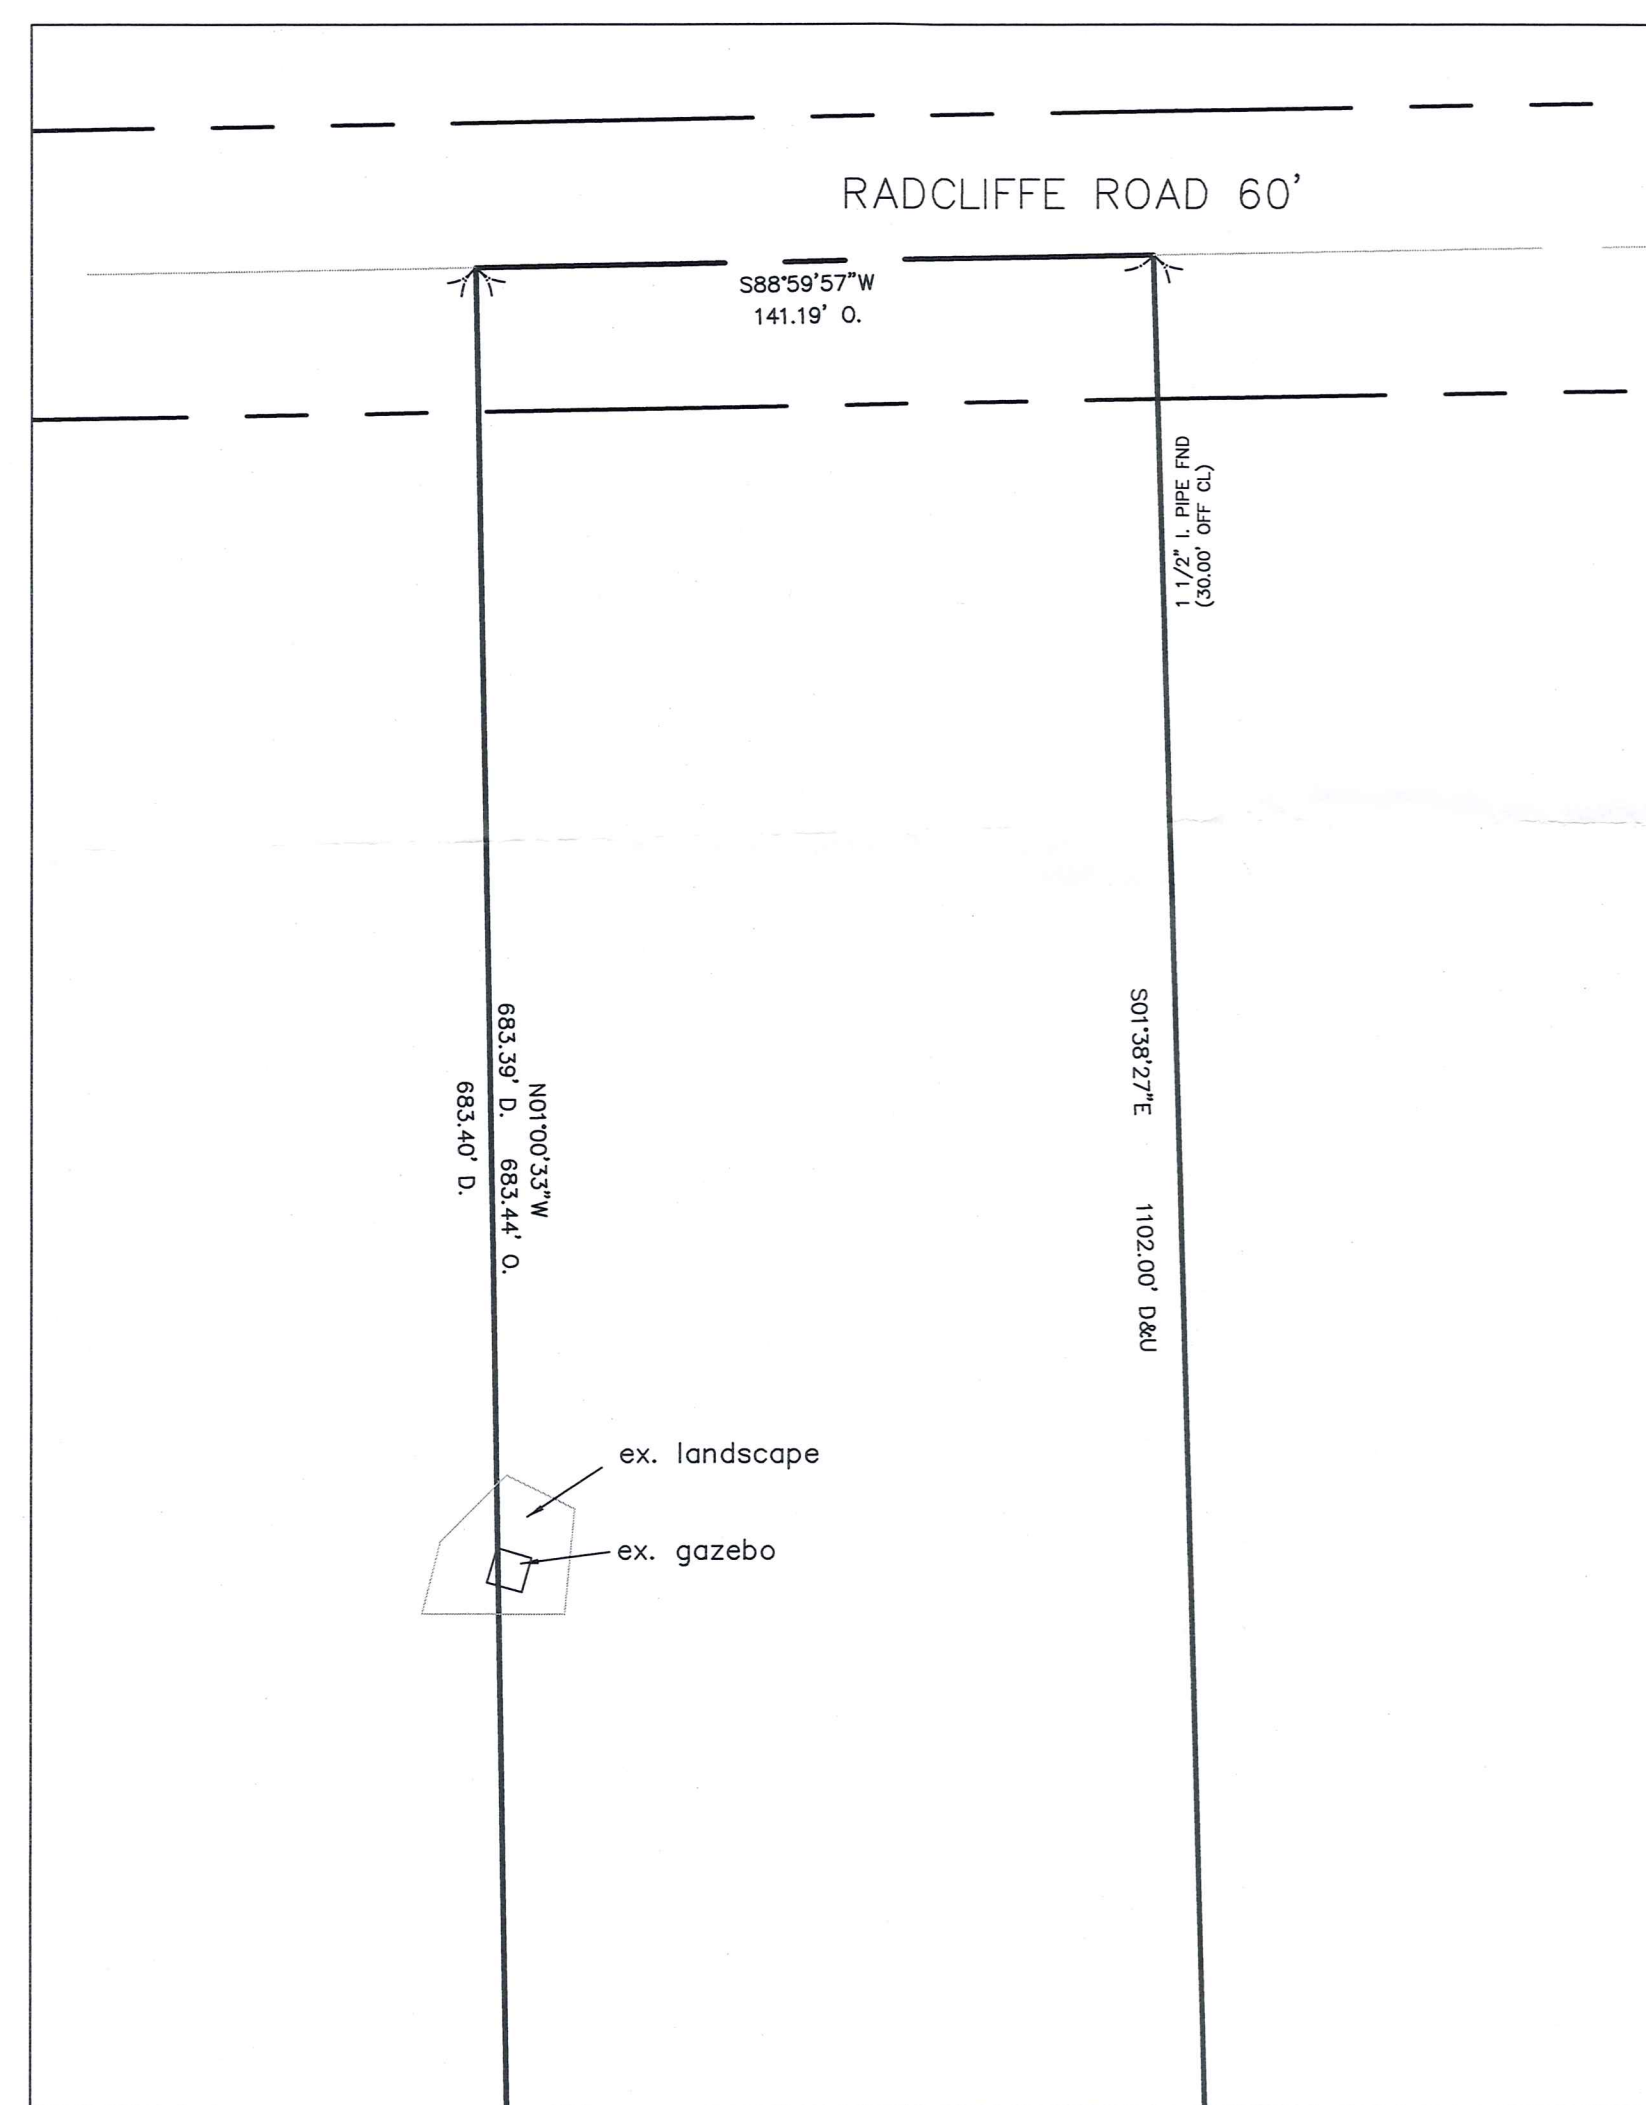 RADCLIFFE ROAD 60'
S88°59'57"W
141.19' O.
1 1/2" I. PIPE FND
(30.00' OFF CL)
S01°38'27"E 1102.00' D&U
N01°00'33"W
683.39' D. 683.44' O.
683.40' D.
ex. landscape
ex. gazebo